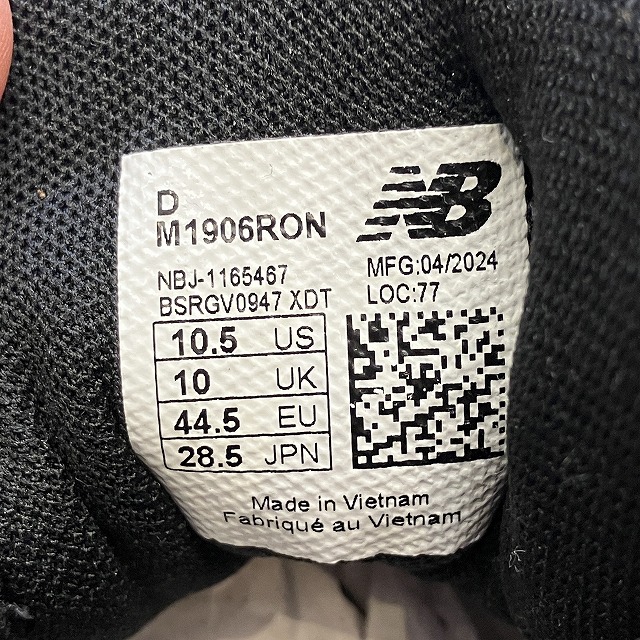 D
M1906RON
NB
NBJ-1165467
BSRGV0947 XDT
MFG:04/2024
LOC:77
10.5 US
10 UK
44.5 EU
28.5 JPN
Made in Vietnam
Fabriqué au Vietnam